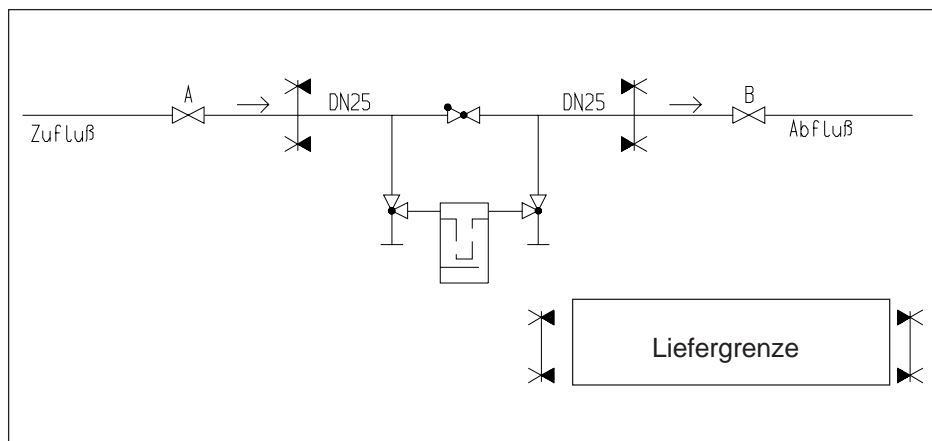 A
DN25
DN25
B
Zufluß
Abfluß
Liefergrenze